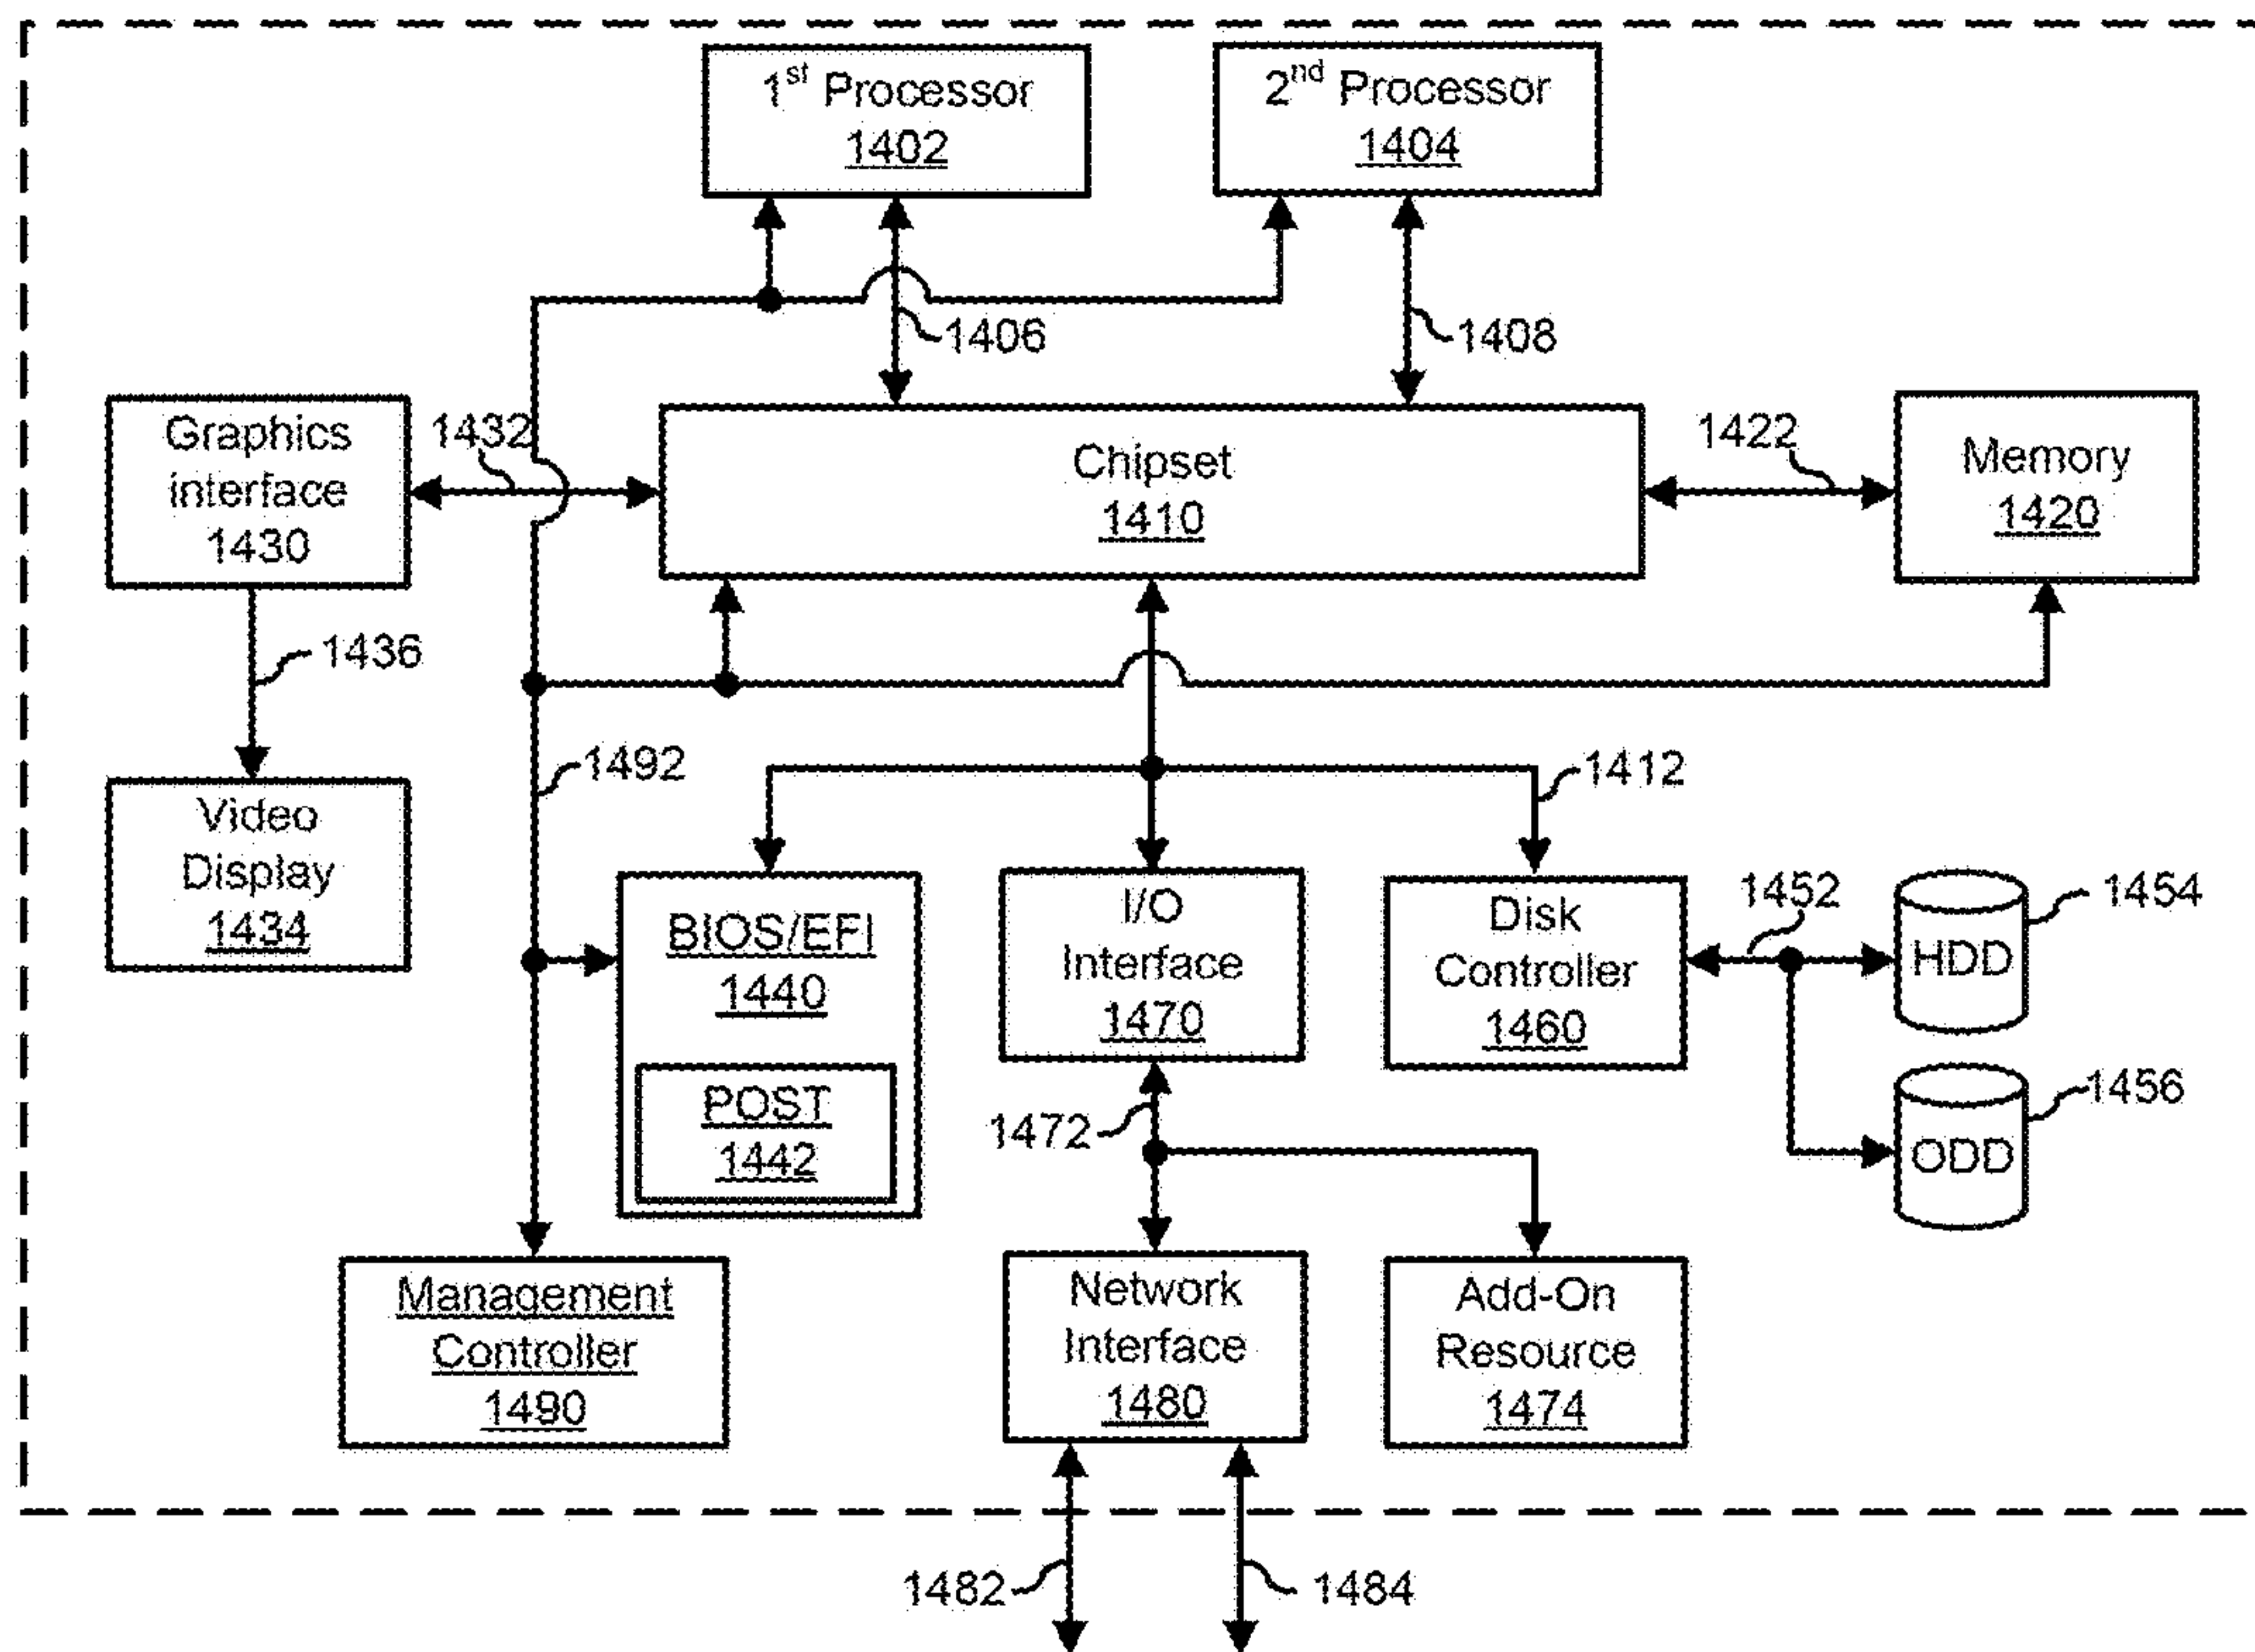 1st Processor
1402
2nd Processor
1404
1406
1408
Graphics
interface
1430
1432
Chipset
1410
1422
Memory
1420
1436
1492
1412
Video
Display
1434
BIOS/EFI
1440
POST
1442
I/O
Interface
1470
Disk
Controller
1460
1452
HDD
1454
ODD
1456
1472
Management
Controller
1490
Network
Interface
1480
Add-On
Resource
1474
1482
1484